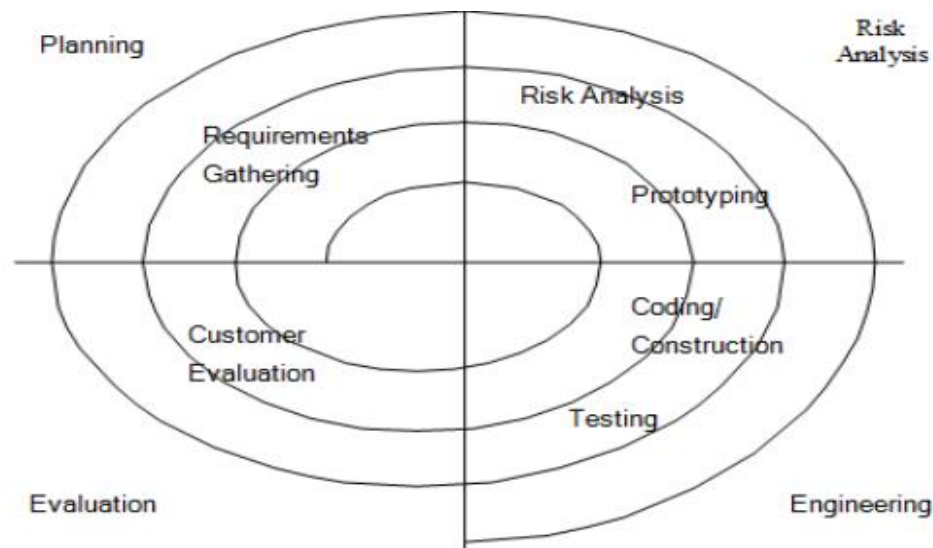 Planning
Risk
Analysis
Risk Analysis
Requirements
Gathering
Prototyping
Coding/
Construction
Customer
Evaluation
Testing
Evaluation
Engineering